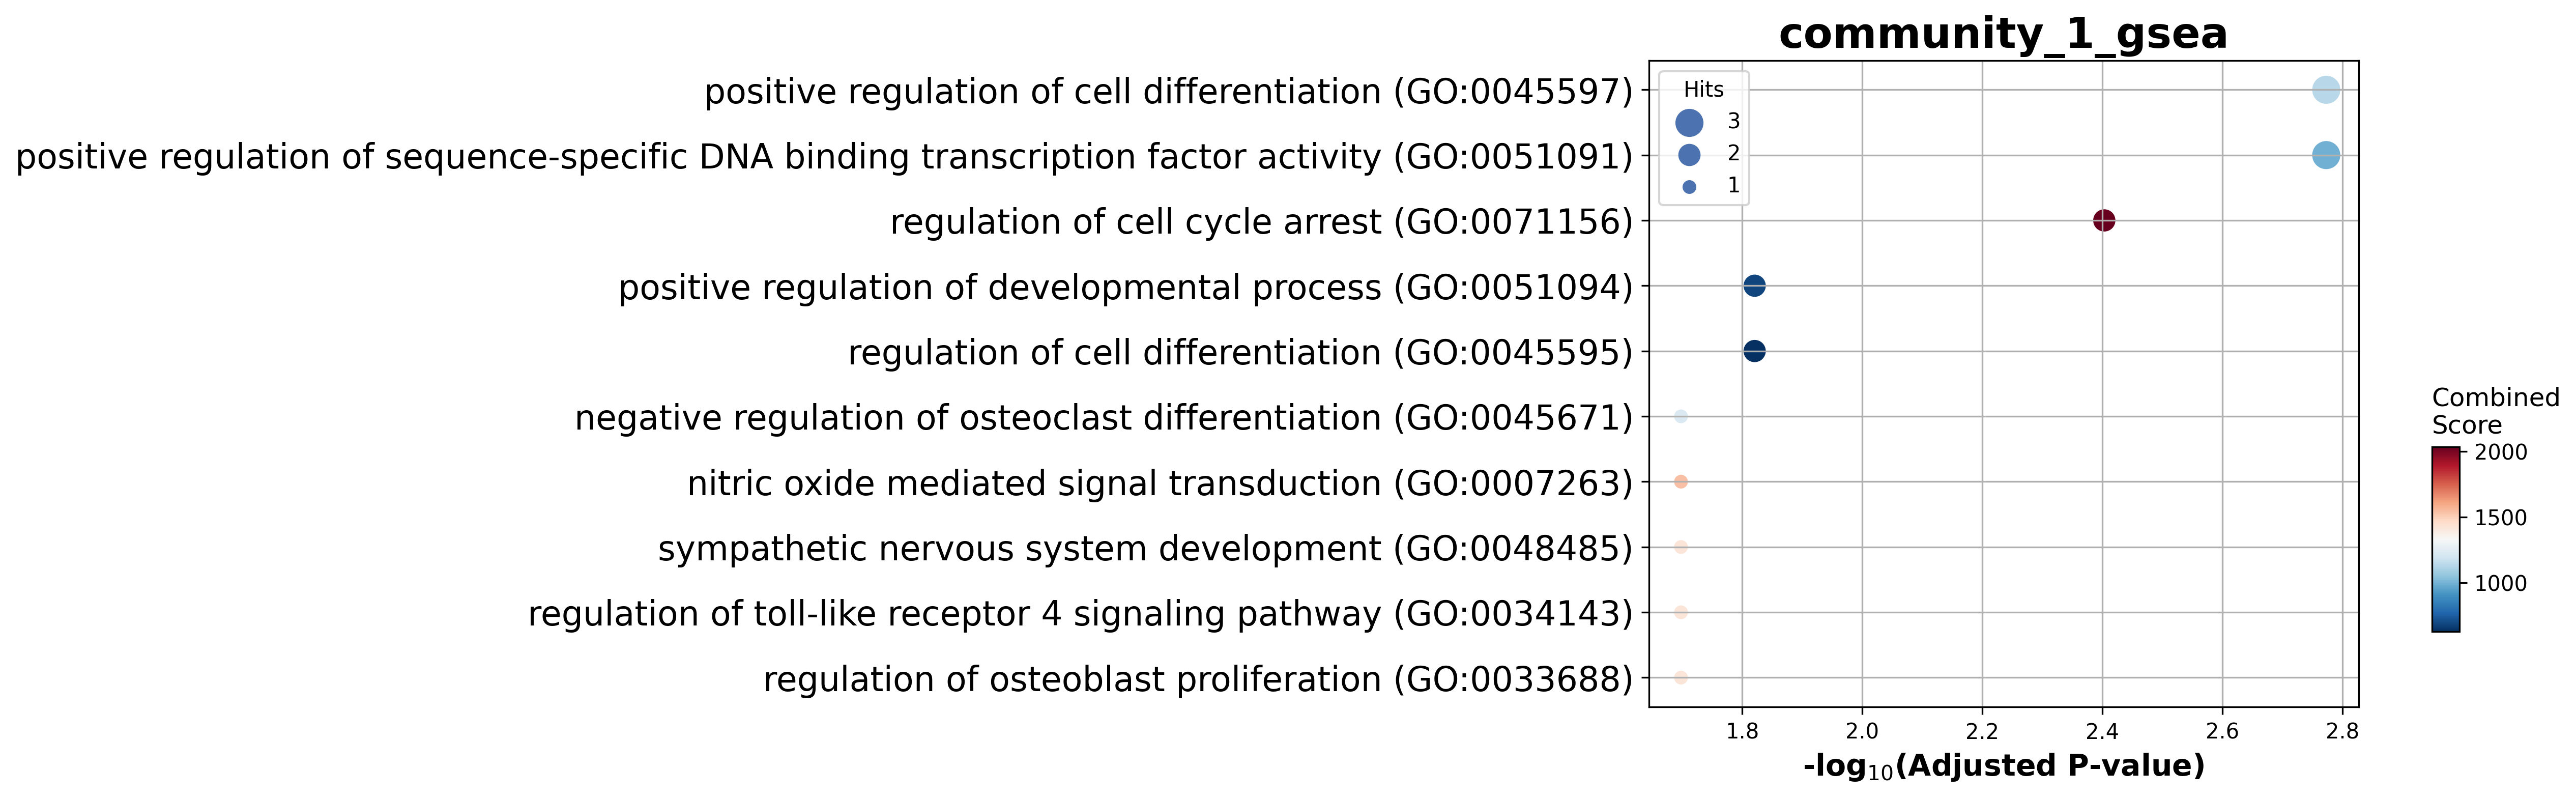 community_1_gsea
positive regulation of cell differentiation (GO:0045597)
positive regulation of sequence-specific DNA binding transcription factor activity (GO:0051091)
regulation of cell cycle arrest (GO:0071156)
positive regulation of developmental process (GO:0051094)
regulation of cell differentiation (GO:0045595)
negative regulation of osteoclast differentiation (GO:0045671)
nitric oxide mediated signal transduction (GO:0007263)
sympathetic nervous system development (GO:0048485)
regulation of toll-like receptor 4 signaling pathway (GO:0034143)
regulation of osteoblast proliferation (GO:0033688)
Hits
3
2
1
1.8 2.0 2.2 2.4 2.6 2.8
-log10(Adjusted P-value)
Combined
Score
2000
1500
1000